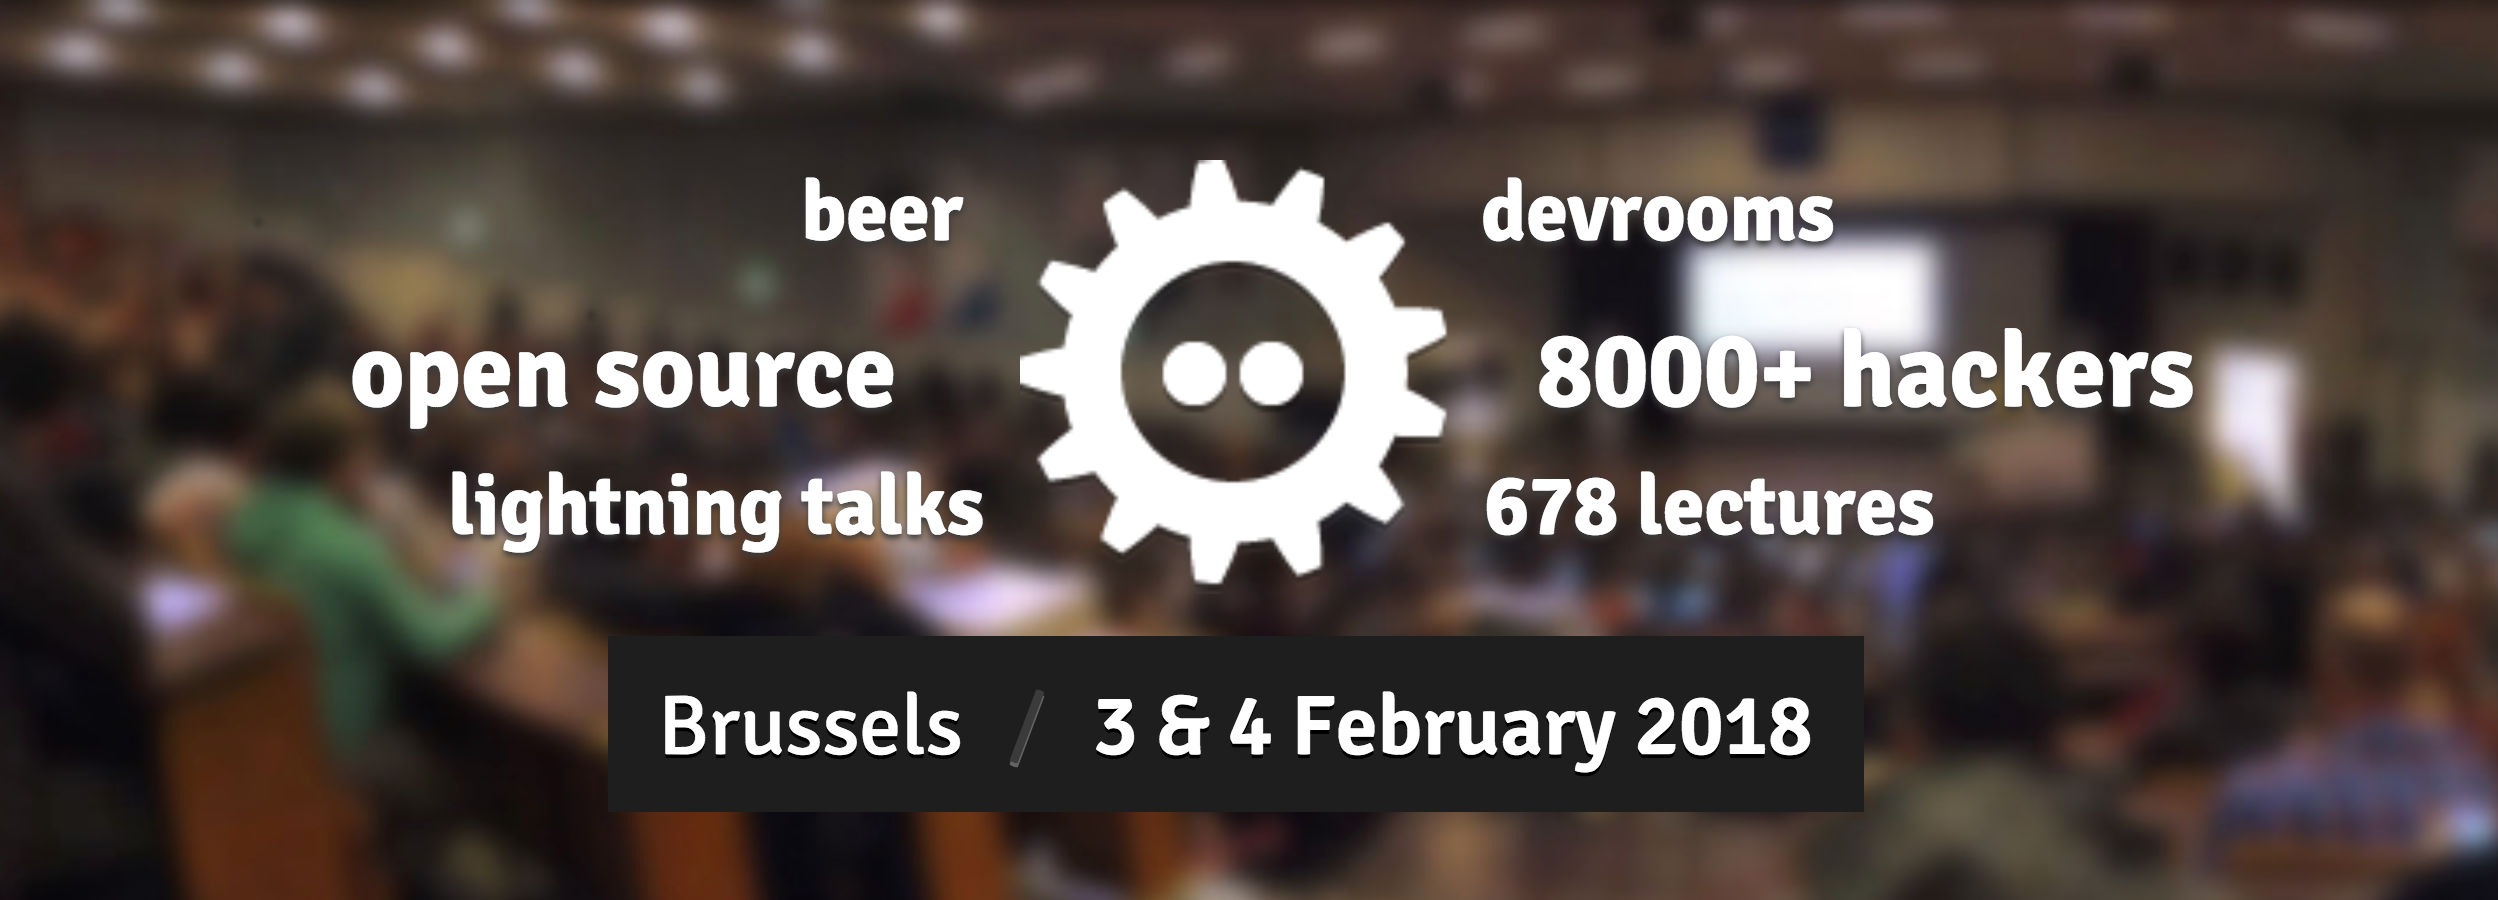 beer
devrooms
open source
8000+ hackers
lightning talks
678 lectures
Brussels / 3 & 4 February 2018